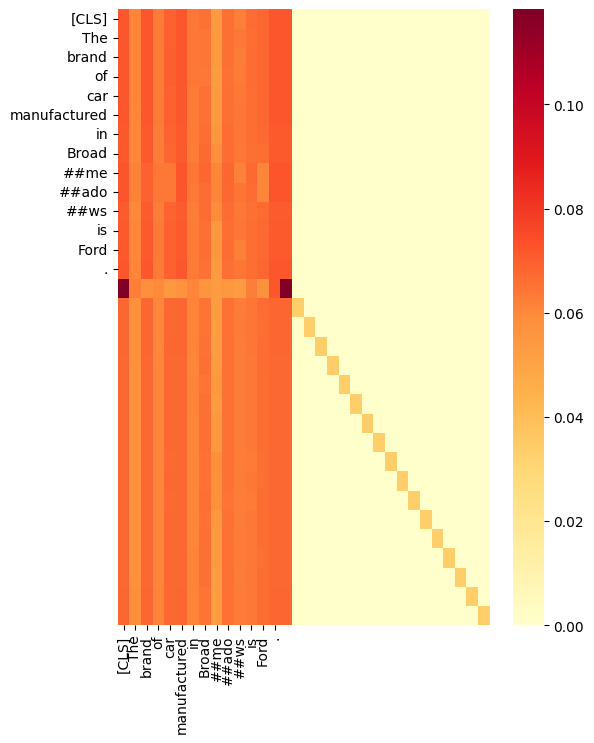 [CLS]
The
brand
of
car
manufactured
in
Broad
##me
##ado
##ws
is
Ford
.
0.10
0.08
0.06
0.04
0.02
0.00
[CLS]
The
brand
of
car
manufactured
in
Broad
##me
##ado
##ws
is
Ford
.